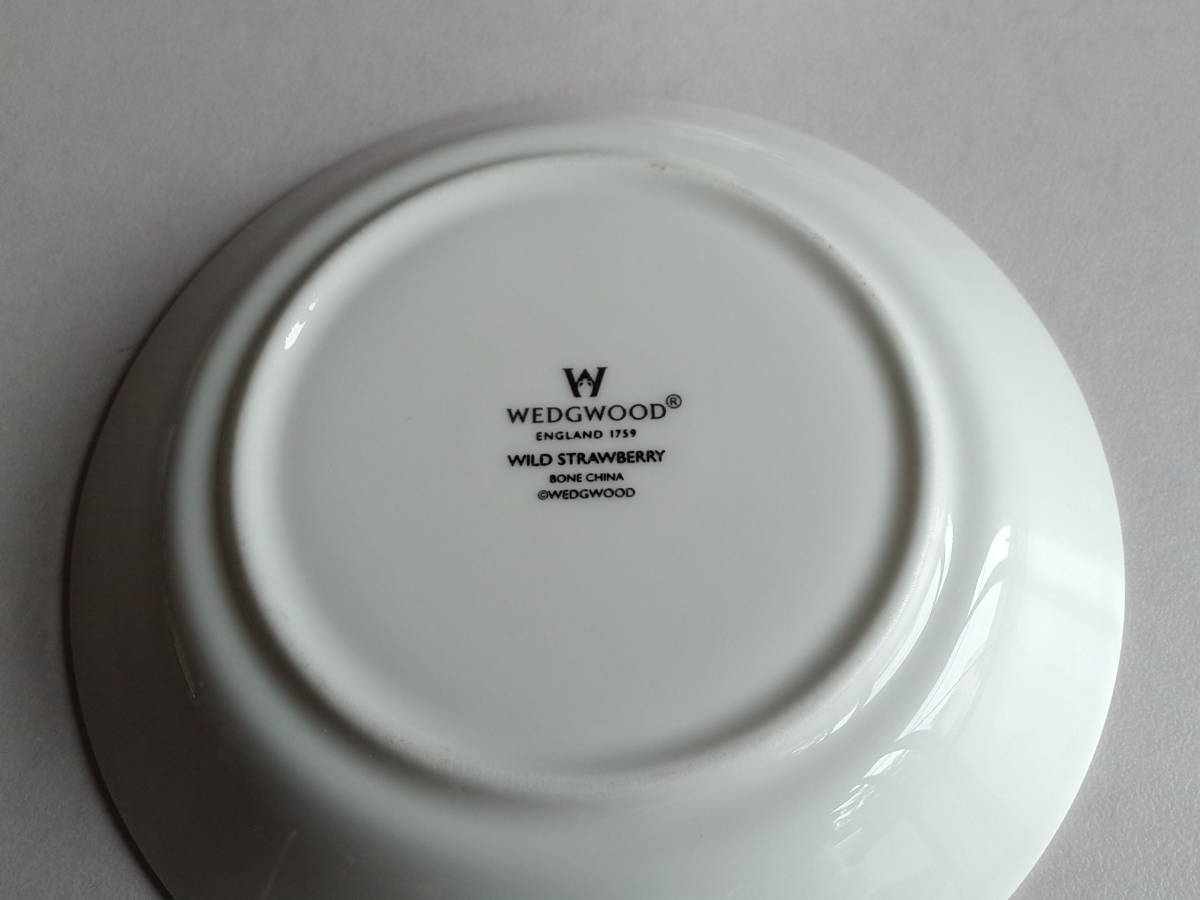 W
WEDGWOOD®
ENGLAND 1759
WILD STRAWBERRY
BONE CHINA
©WEDGWOOD